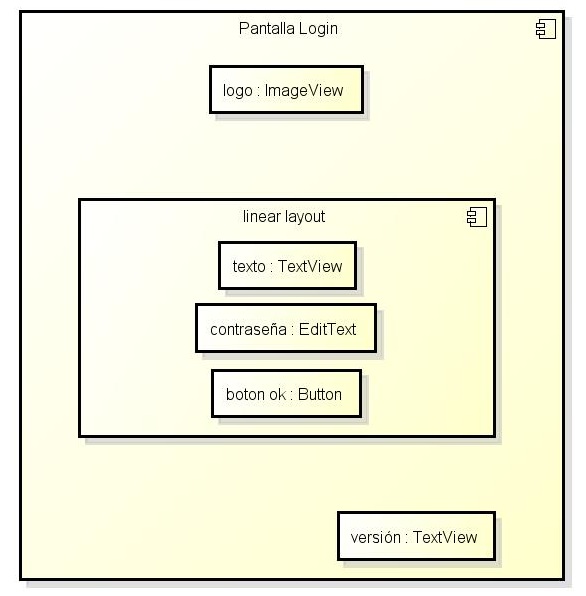 Pantalla Login
logo : ImageView
linear layout
texto : TextView
contraseña : EditText
boton ok : Button
versión : TextView